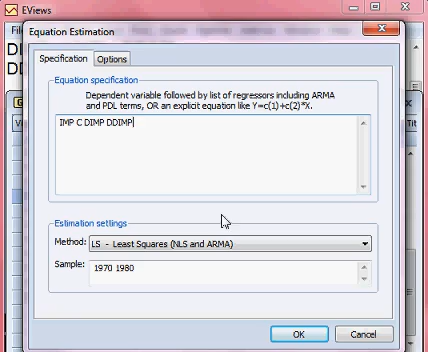 EViews
Equation Estimation
Specification Options
Equation specification
Dependent variable followed by list of regressors including ARMA
and PDL terms, OR an explicit equation like Y=c(1)+c(2)*X.
IMP C DIMP DDIMP
Estimation settings
Method: LS - Least Squares (NLS and ARMA)
Sample: 1970 1980
OK Cancel